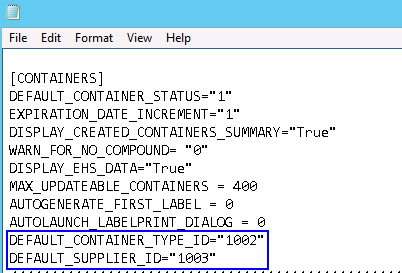 File Edit Format View Help
[CONTAINERS]
DEFAULT_CONTAINER_STATUS="1"
EXPIRATION_DATE_INCREMENT="1"
DISPLAY_CREATED_CONTAINERS_SUMMARY="True"
WARN_FOR_NO_COMPOUND= "0"
DISPLAY_EHS_DATA="True"
MAX_UPDATEABLE_CONTAINERS = 400
AUTOGENERATE_FIRST_LABEL = 0
AUTOLAUNCH_LABELPRINT_DIALOG = 0
DEFAULT_CONTAINER_TYPE_ID="1002"
DEFAULT_SUPPLIER_ID="1003"